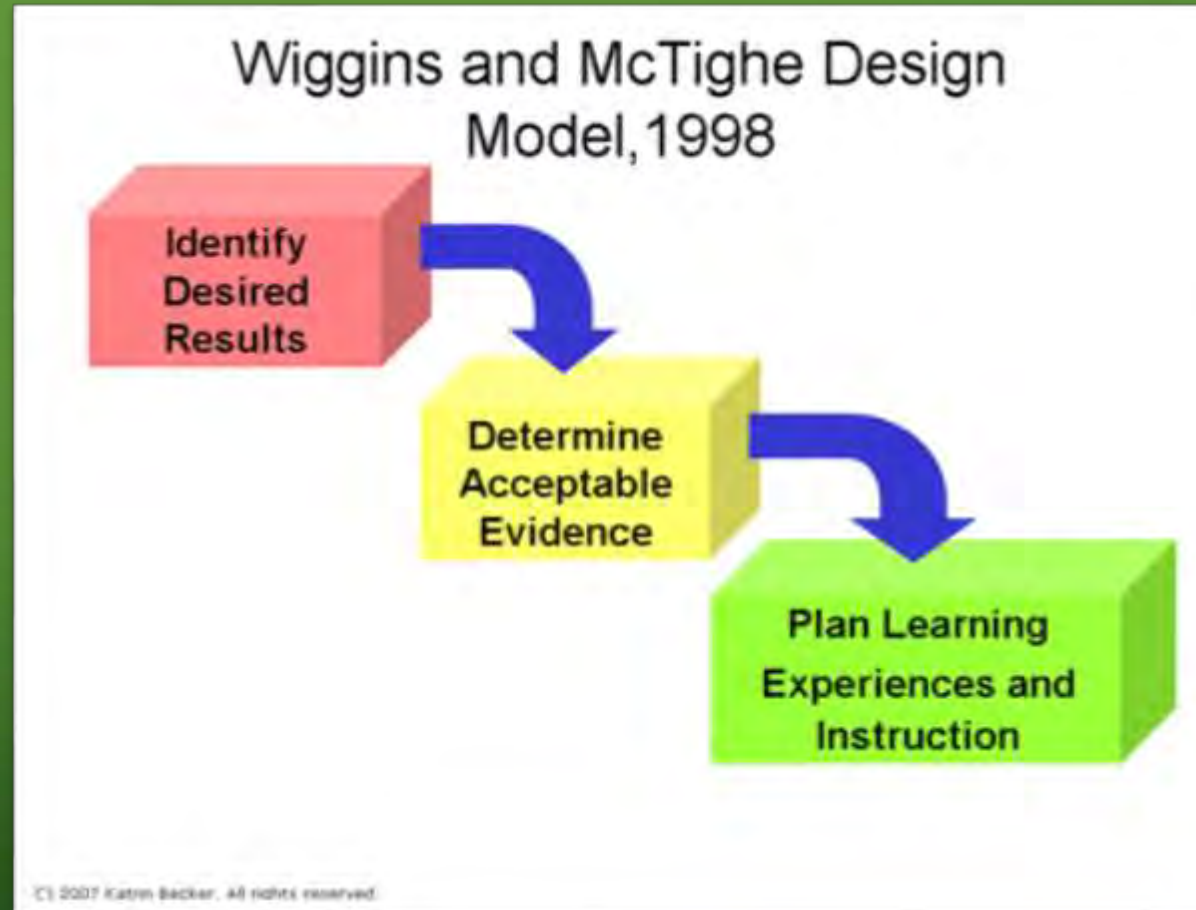 Wiggins and McTighe Design
Model,1998
Identify
Desired
Results
Determine
Acceptable
Evidence
Plan Learning
Experiences and
Instruction
(C) 2007 Katrin Becker. All rights reserved.